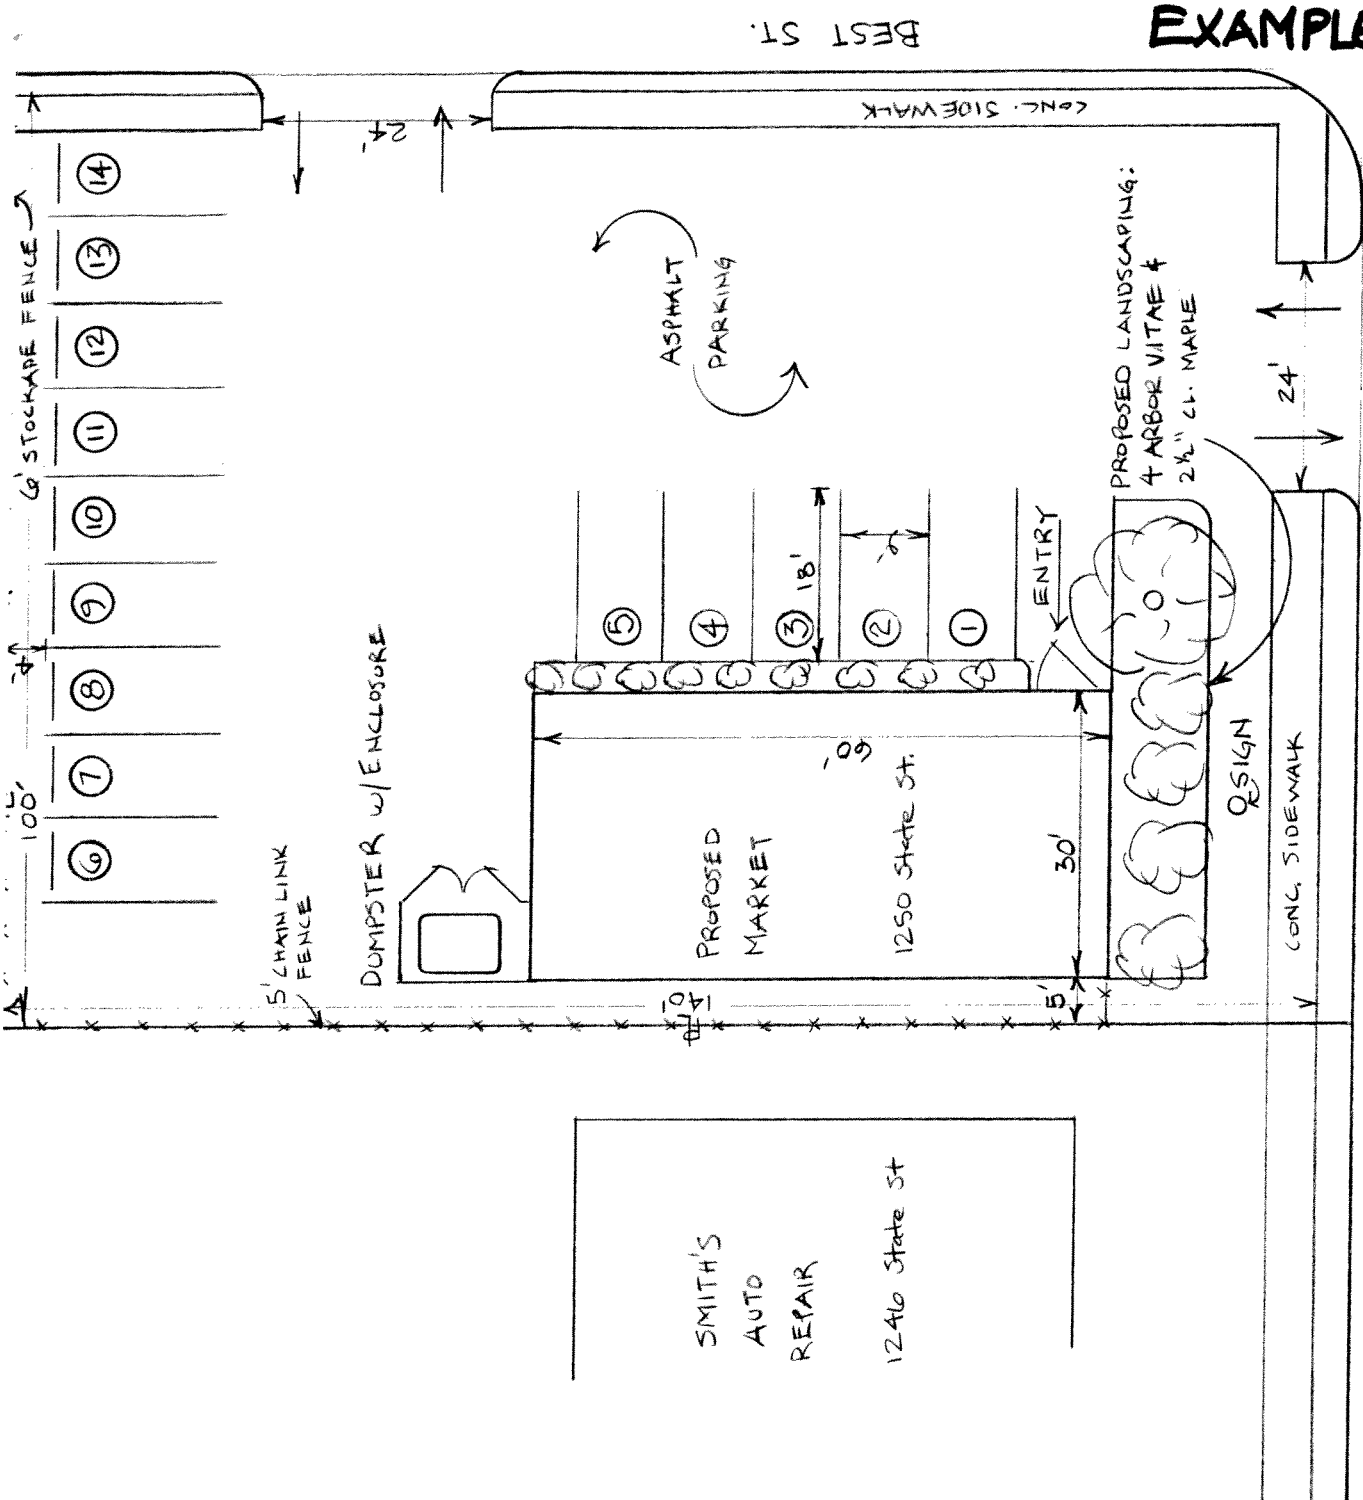 EXAMPLE
BEST ST.
CONC. SIDEWALK
24'
6' STOCKADE FENCE
14
13
12
11
10
9
8
7
6
4'
100'
ASPHALT
PARKING
PROPOSED LANDSCAPING:
4 ARBOR VITAE &
2½" CL. MAPLE
24'
ENTRY
18'
9'
5
4
3
2
1
DUMPSTER W/ENCLOSURE
5' CHAIN LINK
FENCE
60'
30'
5'
PROPOSED
MARKET
1250 State St.
SIGN
CONC. SIDEWALK
140'
SMITH'S
AUTO
REPAIR
1246 State St